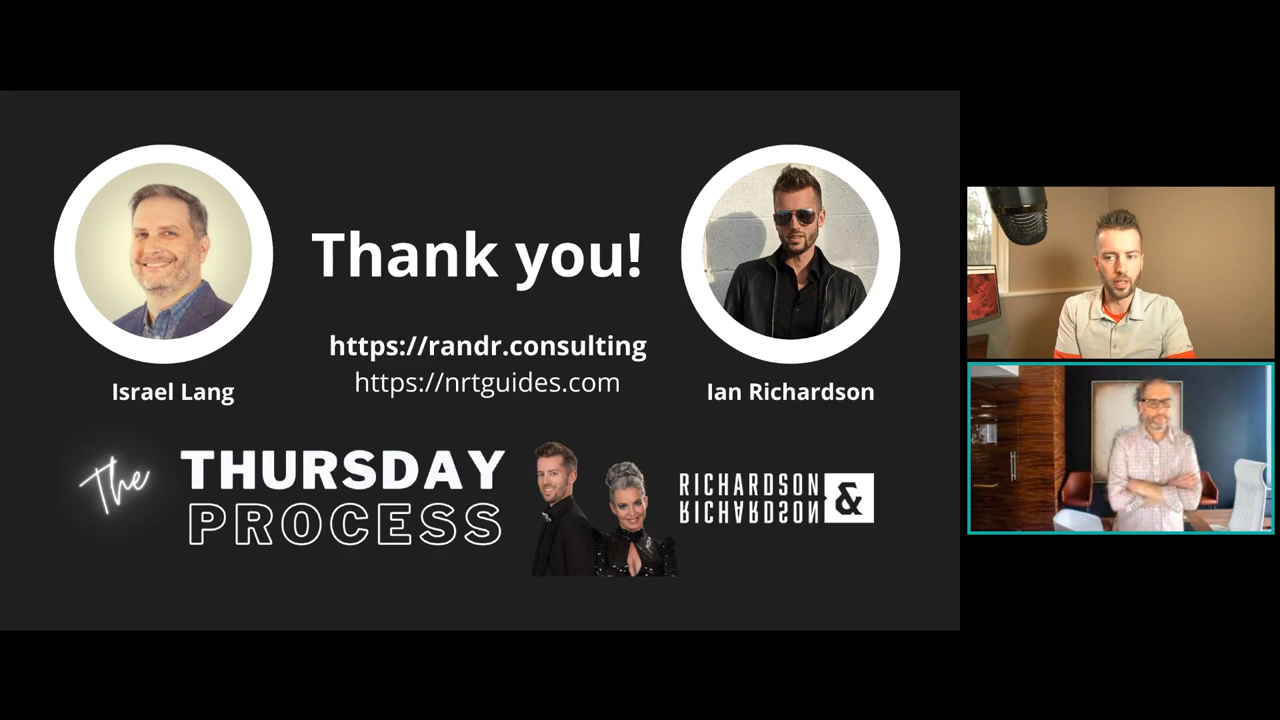 Thank you!
https://randr.consulting
https://nrtguides.com
Israel Lang
Ian Richardson
The
THURSDAY
PROCESS
RICHARDSON
&
RICHARDSON